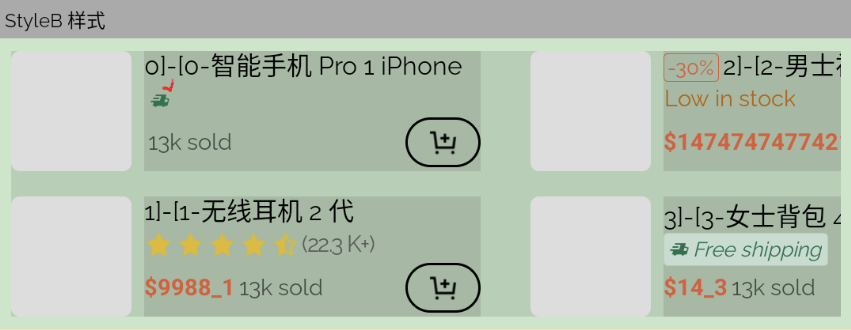 StyleB 样式
0]-[0-智能手机 Pro 1 iPhone
13k sold
-30% 2]-[2-男士
Low in stock
$147474747742
1]-[1-无线耳机 2 代
(22.3 K+)
$9988_1 13k sold
3]-[3-女士背包
Free shipping
$14_3 13k sold